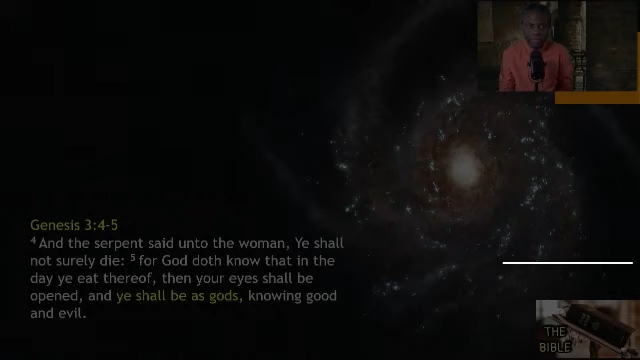 Genesis 3:4-5
4 And the serpent said unto the woman, Ye shall
not surely die: 5 for God doth know that in the
day ye eat thereof, then your eyes shall be
opened, and ye shall be as gods, knowing good
and evil.
THE
BIBLE